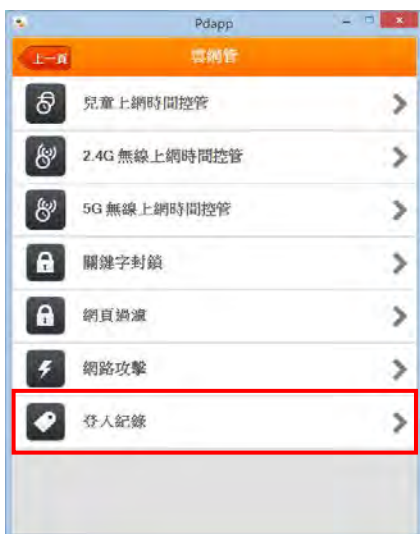 Pdapp
上一頁
雲網管
兒童上網時間控管
2.4G 無線上網時間控管
5G 無線上網時間控管
關鍵字封鎖
網頁過濾
網路攻擊
登入紀錄